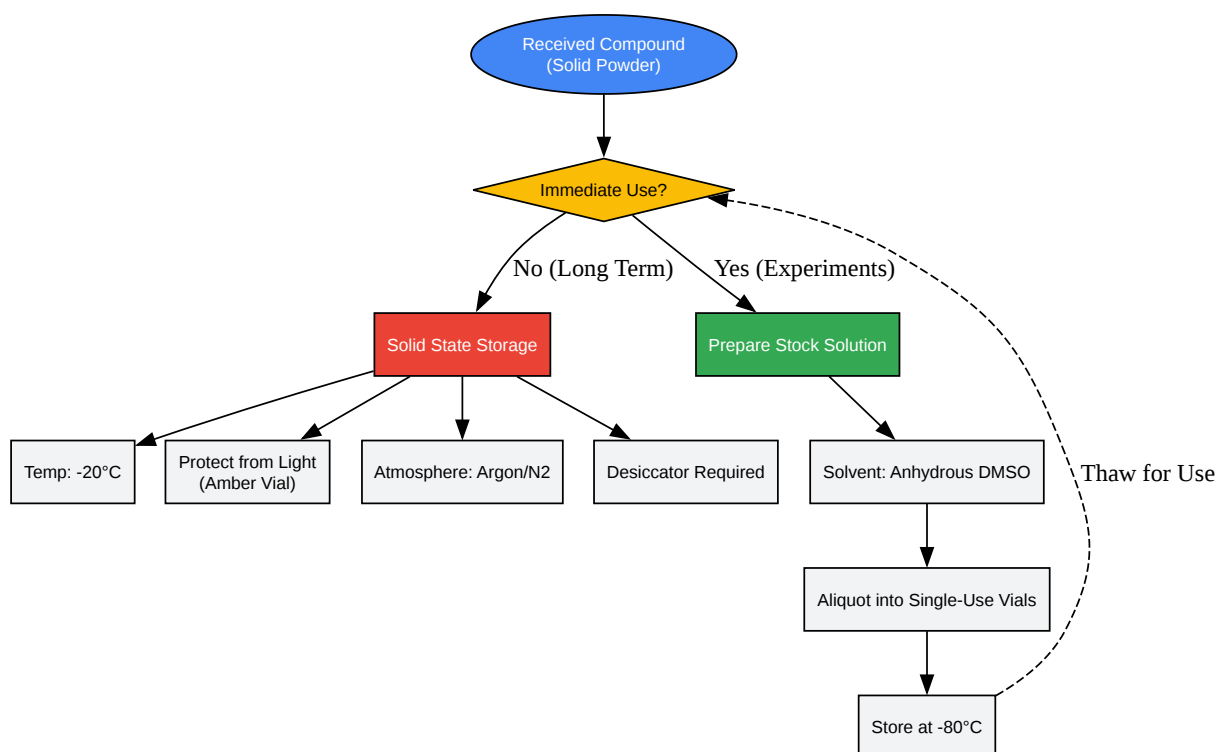 Received Compound
(Solid Powder)
Immediate Use?
No (Long Term)
Yes (Experiments)
Solid State Storage
Prepare Stock Solution
Temp: -20°C
Protect from Light
(Amber Vial)
Atmosphere: Argon/N2
Desiccator Required
Solvent: Anhydrous DMSO
Thaw for Use
Aliquot into Single-Use Vials
Store at -80°C